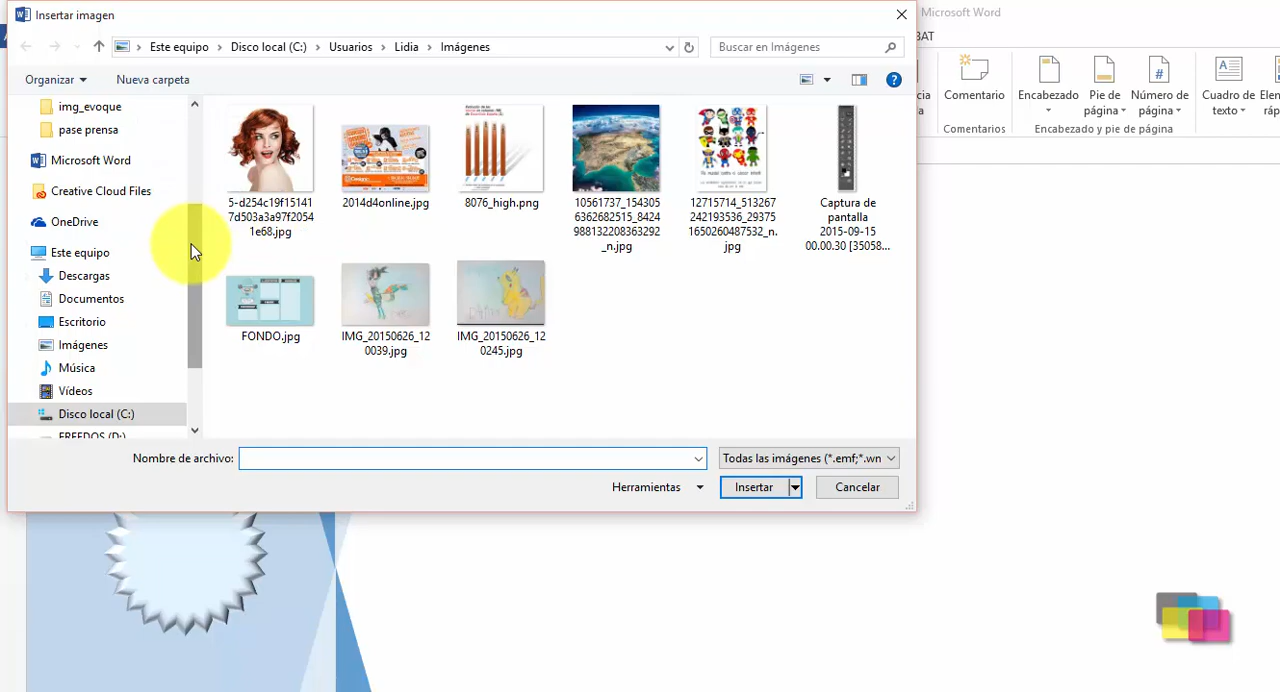 Insertar imagen
Microsoft Word
Este equipo
Disco local (C:)
Usuarios
Lidia
Imágenes
Buscar en Imágenes
BAT
Organizar
Nueva carpeta
img_evoque
pase prensa
Microsoft Word
Creative Cloud Files
OneDrive
Este equipo
Descargas
Documentos
Escritorio
Imágenes
Música
Vídeos
Disco local (C:)
FREEDOS (D:)
5-d254c19f15141
7d503a3a97f2054
1e68.jpg
2014d4online.jpg
8076_high.png
10561737_154305
6362682515_8424
988132208363292
_n.jpg
12715714_513267
242193536_29375
1650260487532_n.
jpg
Captura de
pantalla
2015-09-15
00.00.30 [35058...
FONDO.jpg
IMG_20150626_12
0039.jpg
IMG_20150626_12
0245.jpg
Nombre de archivo:
Todas las imágenes (*.emf;*.wn
Herramientas
Insertar
Cancelar
cia
a
Comentario
Comentarios
Encabezado
Pie de
página
Número de
página
Encabezado y pie de página
Cuadro de
texto
Elen
ráp